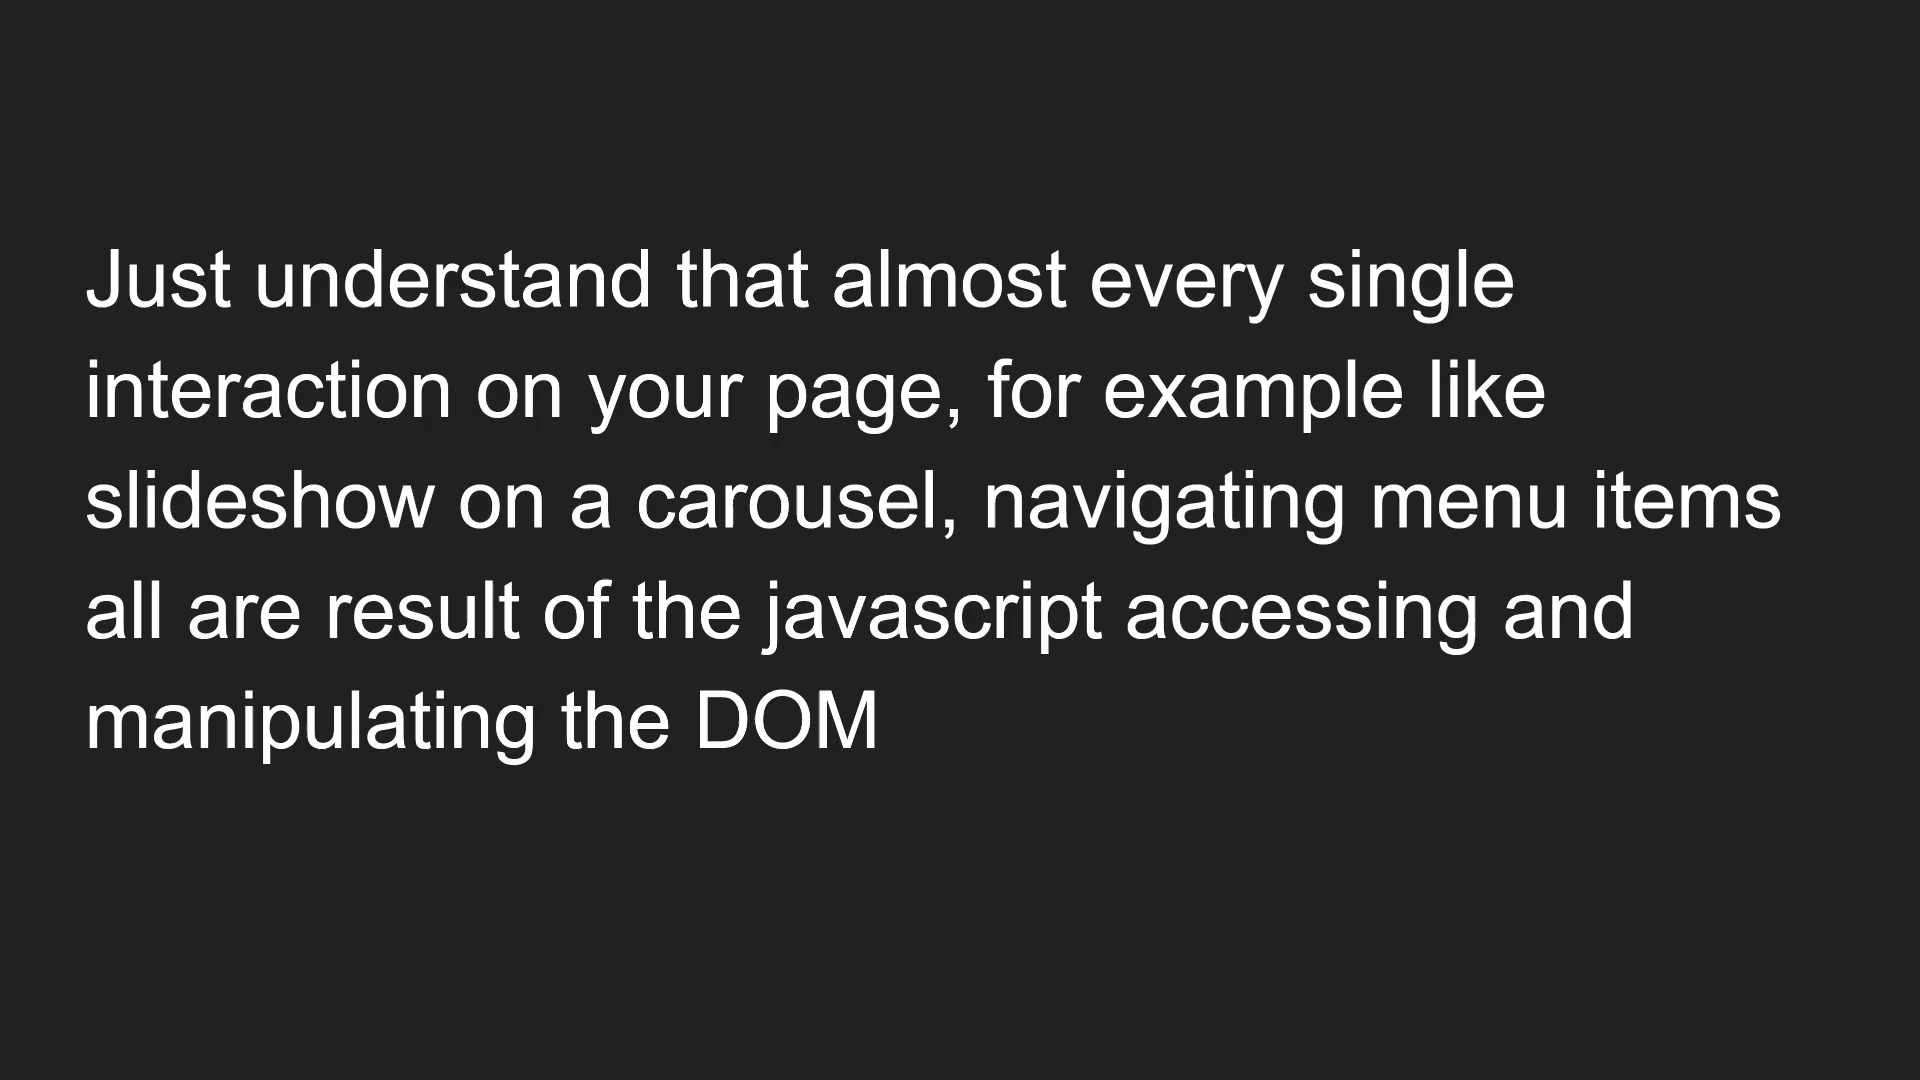 Just understand that almost every single
interaction on your page, for example like
slideshow on a carousel, navigating menu items
all are result of the javascript accessing and
manipulating the DOM